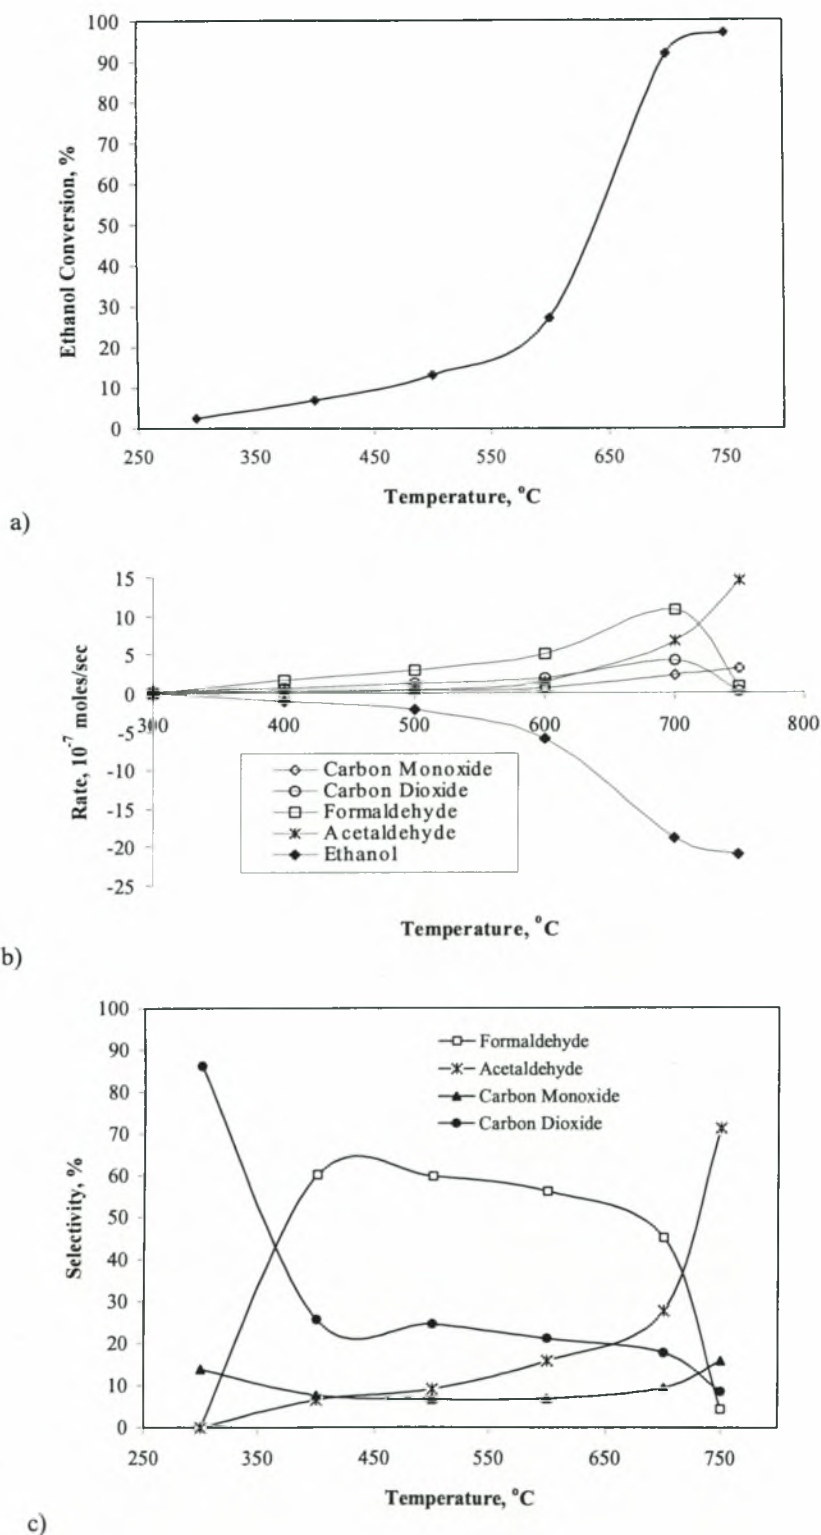 100
90
80
70
60
50
40
30
20
10
0
Ethanol Conversion, %
250 350 450 550 650 750
Temperature, °C
a)
15
10
5
0
-5
-10
-15
-20
-25
Rate, 10⁻⁷ moles/sec
300 400 500 600 700 800
Carbon Monoxide
Carbon Dioxide
Formaldehyde
Acetaldehyde
Ethanol
Temperature, °C
b)
100
90
80
70
60
50
40
30
20
10
0
Selectivity, %
Formaldehyde
Acetaldehyde
Carbon Monoxide
Carbon Dioxide
250 350 450 550 650 750
Temperature, °C
c)